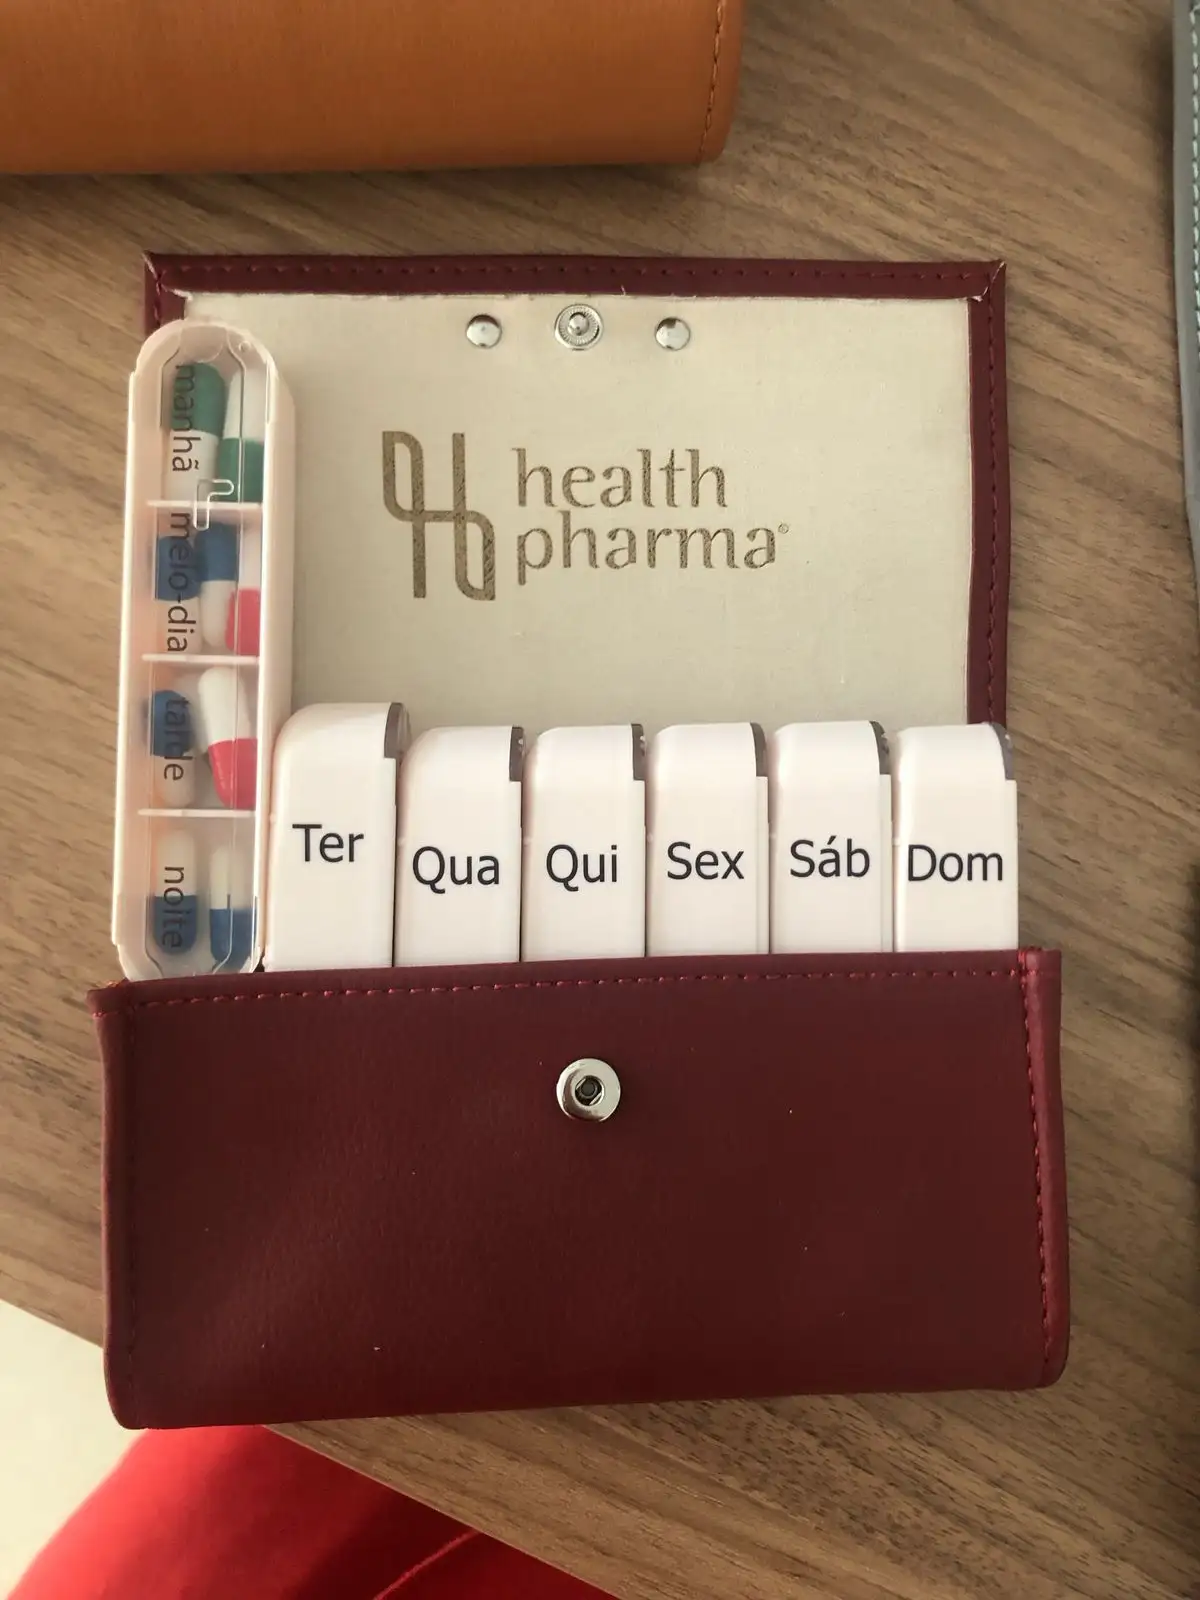 health
pharma®
manhã
meio-dia
tarde
noite
Ter
Qua
Qui
Sex
Sáb
Dom